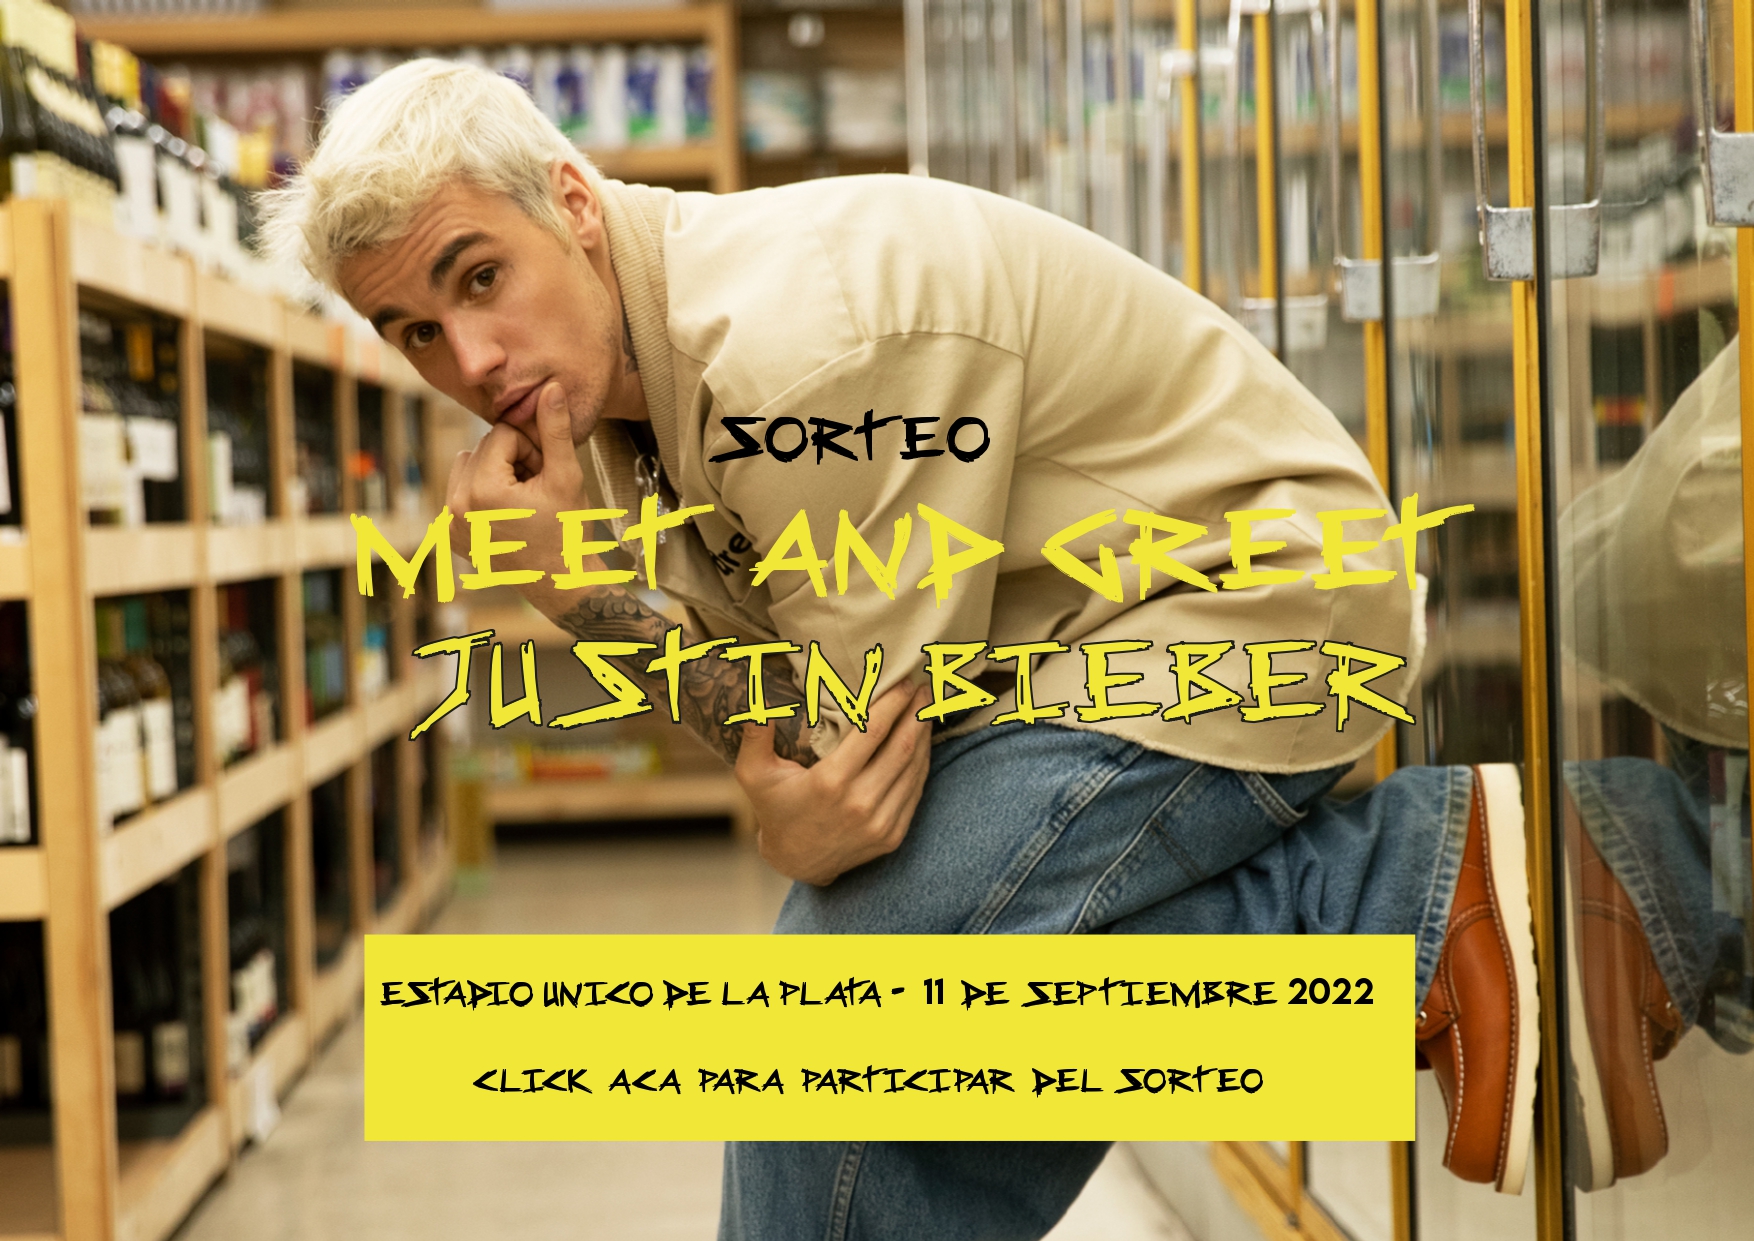 SORTEO
MEET AND GREET
JUSTIN BIEBER
ESTADIO UNICO DE LA PLATA - 11 DE SEPTIEMBRE 2022
CLICK ACA PARA PARTICIPAR DEL SORTEO